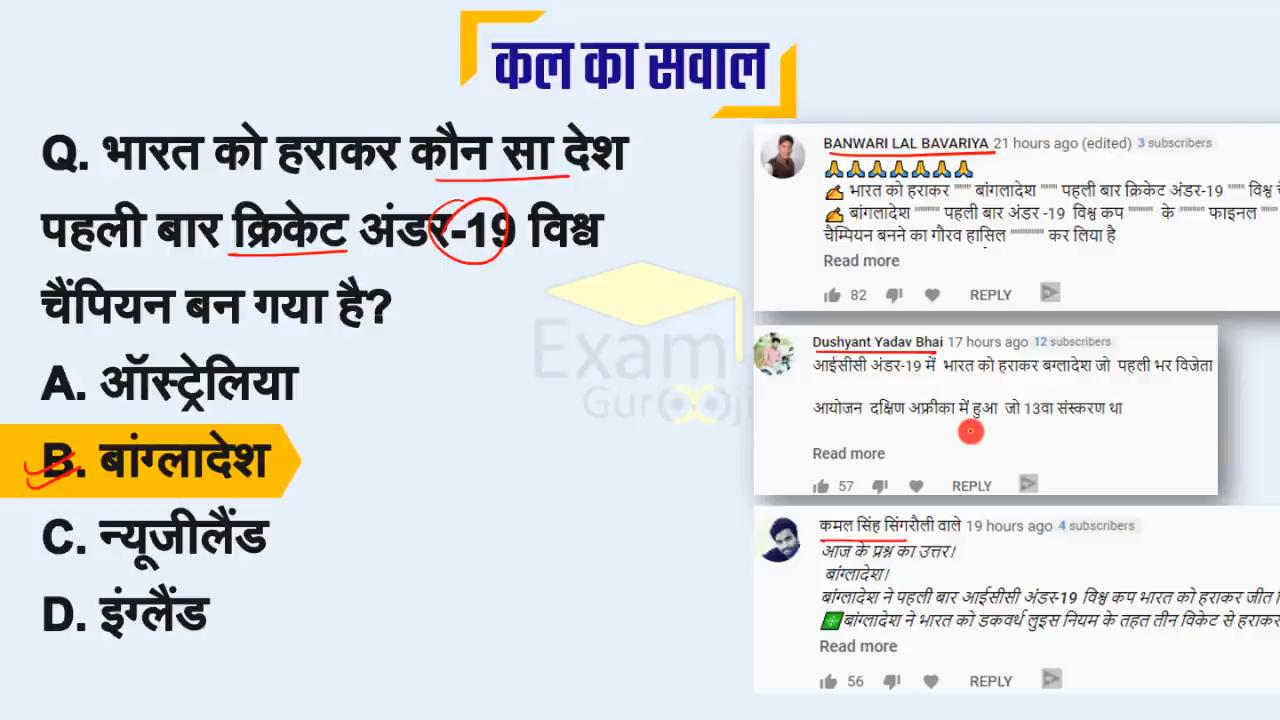 कल का सवाल
Q. भारत को हराकर कौन सा देश
पहली बार क्रिकेट अंडर-19 विश्व
चैंपियन बन गया है?
A. ऑस्ट्रेलिया
B. बांग्लादेश
C. न्यूजीलैंड
D. इंग्लैंड
Exam
Gurooji
BANWARI LAL BAVARIYA 21 hours ago (edited) 3 subscribers
🙏🙏🙏🙏🙏🙏🙏
✍ भारत को हराकर """" बांगलादेश """" पहली बार क्रिकेट अंडर-19 """" विश्व
✍ बांगलादेश """"" पहली बार अंडर -19 विश्व कप """"" के """"" फाइनल """"
चैम्पियन बनने का गौरव हासिल """"""" कर लिया है
Read more
82 REPLY
Dushyant Yadav Bhai 17 hours ago 12 subscribers
आईसीसी अंडर-19 में भारत को हराकर बग्लादेश जो पहली भर विजेता
आयोजन दक्षिण अफ्रीका में हुआ जो 13वा संस्करण था
Read more
57 REPLY
कमल सिंह सिंगरौली वाले 19 hours ago 4 subscribers
आज के प्रश्न का उत्तर।
बांग्लादेश।
बांग्लादेश ने पहली बार आईसीसी अंडर-19 विश्व कप भारत को हराकर जीत
बांग्लादेश ने भारत को डकवर्थ लुइस नियम के तहत तीन विकेट से हराकर
Read more
56 REPLY